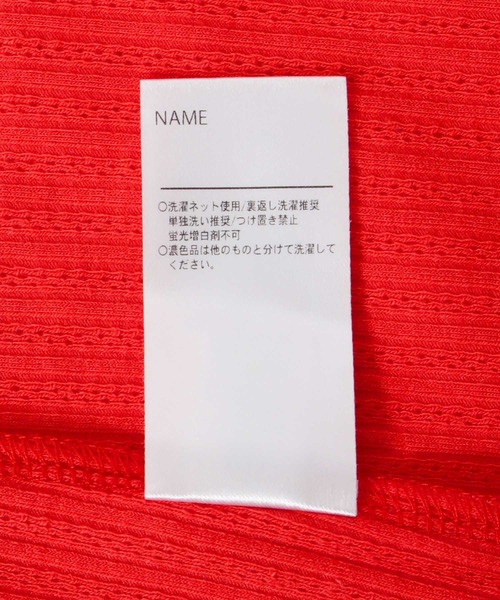 NAME
○洗濯ネット使用/裏返し洗濯推奨
単独洗い推奨/つけ置き禁止
蛍光増白剤不可
○濃色品は他のものと分けて洗濯して
ください。